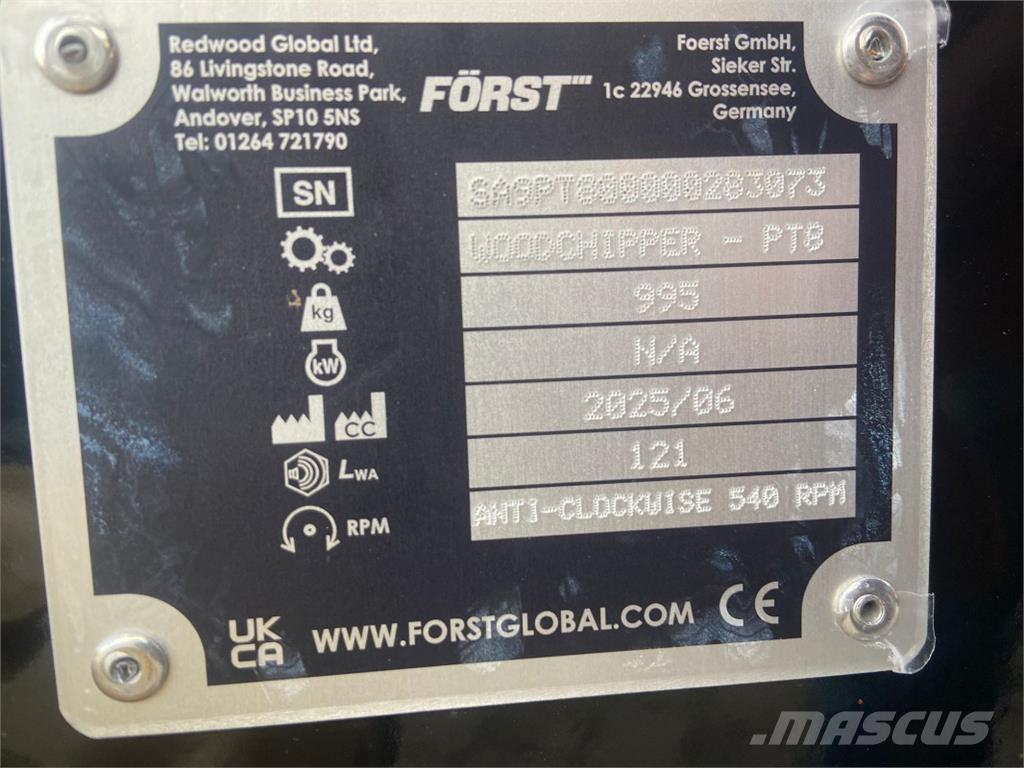 Redwood Global Ltd,
86 Livingstone Road,
Walworth Business Park,
Andover, SP10 5NS
Tel: 01264 721790
FÖRST
Foerst GmbH,
Sieker Str.
1c 22946 Grossensee,
Germany
SN
WOODCHIPPER - PT8
kg 995
kW N/A
CC 2025/06
LWA 121
RPM ANTI-CLOCKWISE 540 RPM
UK
CA
WWW.FORSTGLOBAL.COM CE
MASCUS